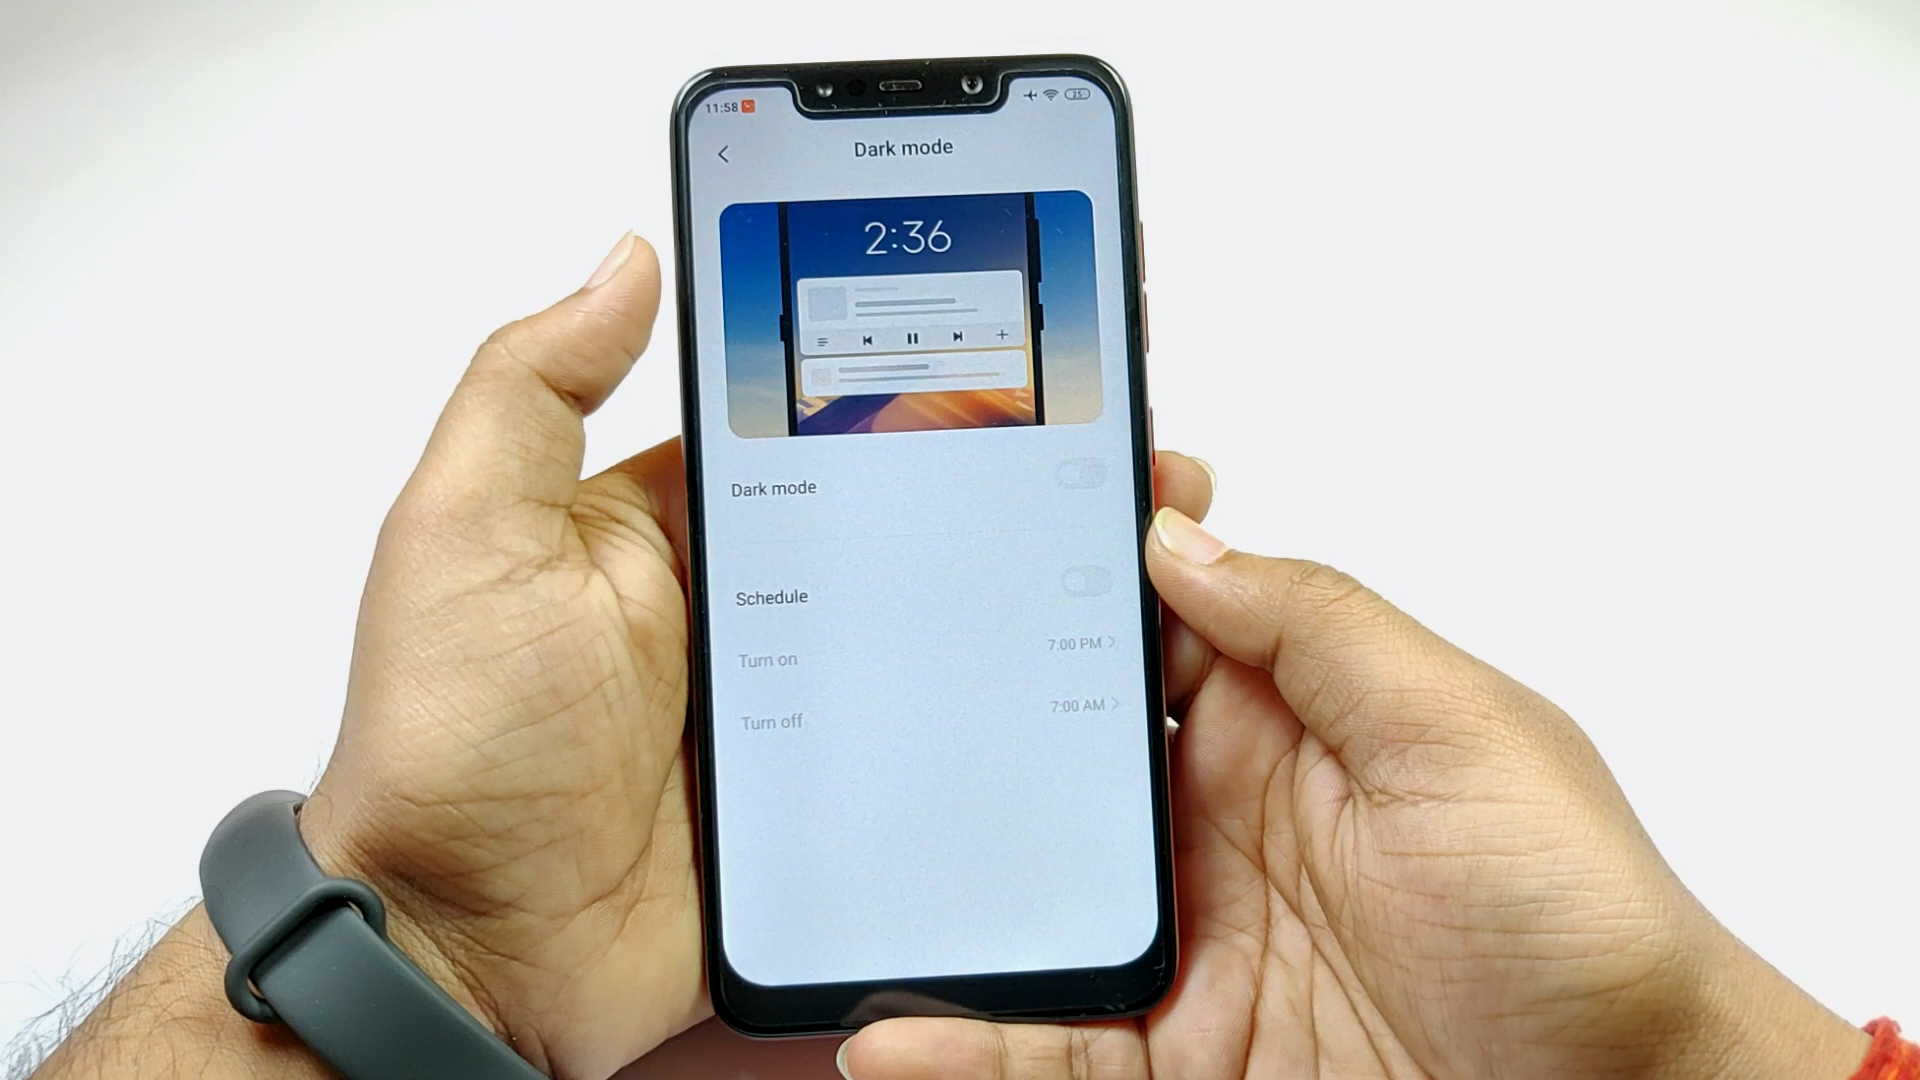 11:58
25
Dark mode
2:36
Dark mode
Schedule
Turn on 7:00 PM
Turn off 7:00 AM